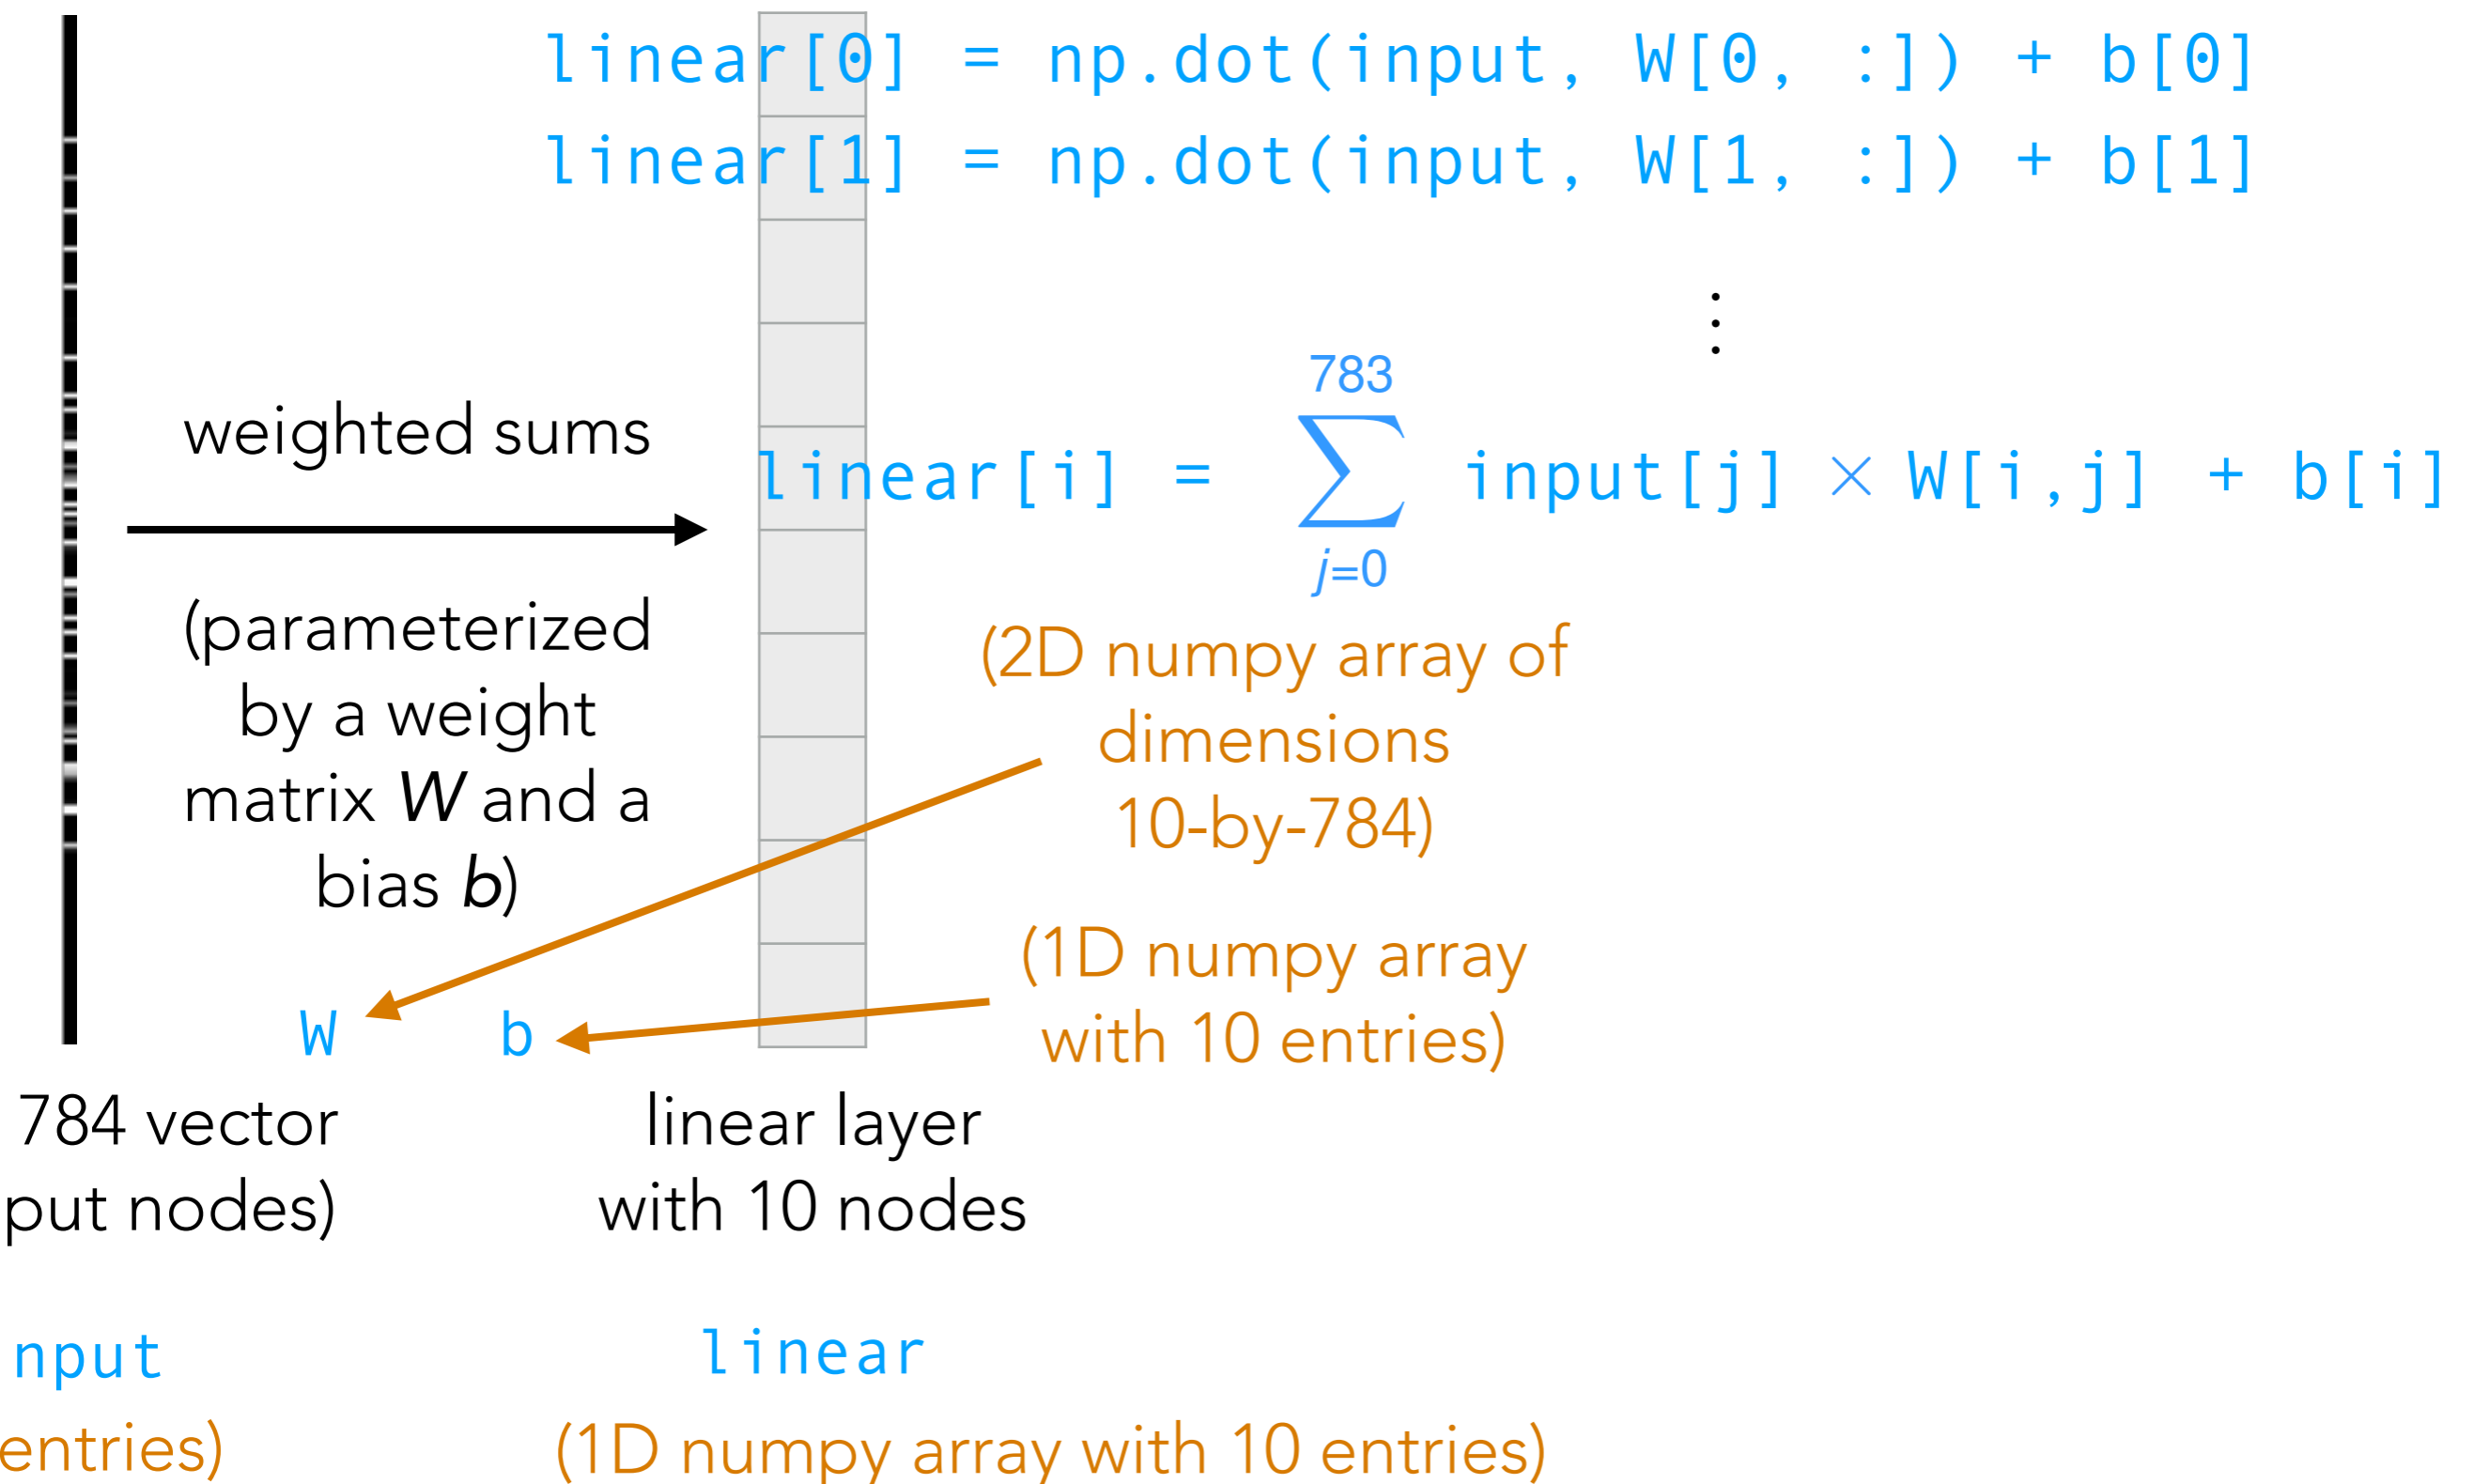 linear[0] = np.dot(input, W[0, :]) + b[0]
linear[1] = np.dot(input, W[1, :]) + b[1]
⋮
weighted sums
linear[i] = ∑ 783 j=0 input[j] × W[i,j] + b[i]
(parameterized
by a weight
matrix W and a
bias b)
(2D numpy array of
dimensions
10-by-784)
(1D numpy array
with 10 entries)
W b
784 vector
put nodes)
linear layer
with 10 nodes
nput
linear
entries)
(1D numpy array with 10 entries)